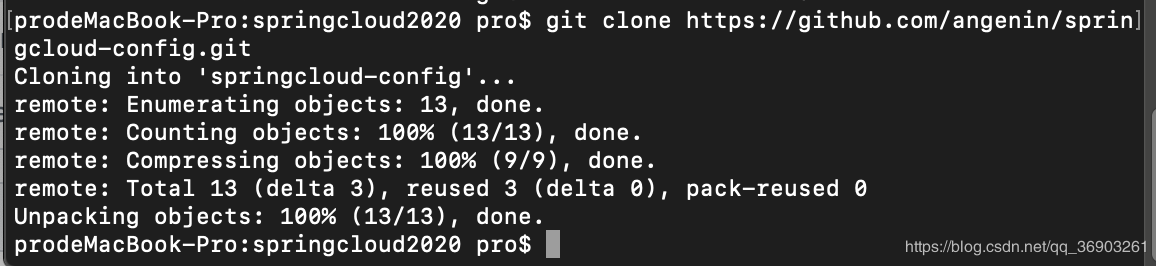 [prodeMacBook-Pro:springcloud2020 pro$ git clone https://github.com/angenin/sprin]
gcloud-config.git
Cloning into 'springcloud-config'...
remote: Enumerating objects: 13, done.
remote: Counting objects: 100% (13/13), done.
remote: Compressing objects: 100% (9/9), done.
remote: Total 13 (delta 3), reused 3 (delta 0), pack-reused 0
Unpacking objects: 100% (13/13), done.
prodeMacBook-Pro:springcloud2020 pro$
https://blog.csdn.net/qq_36903261